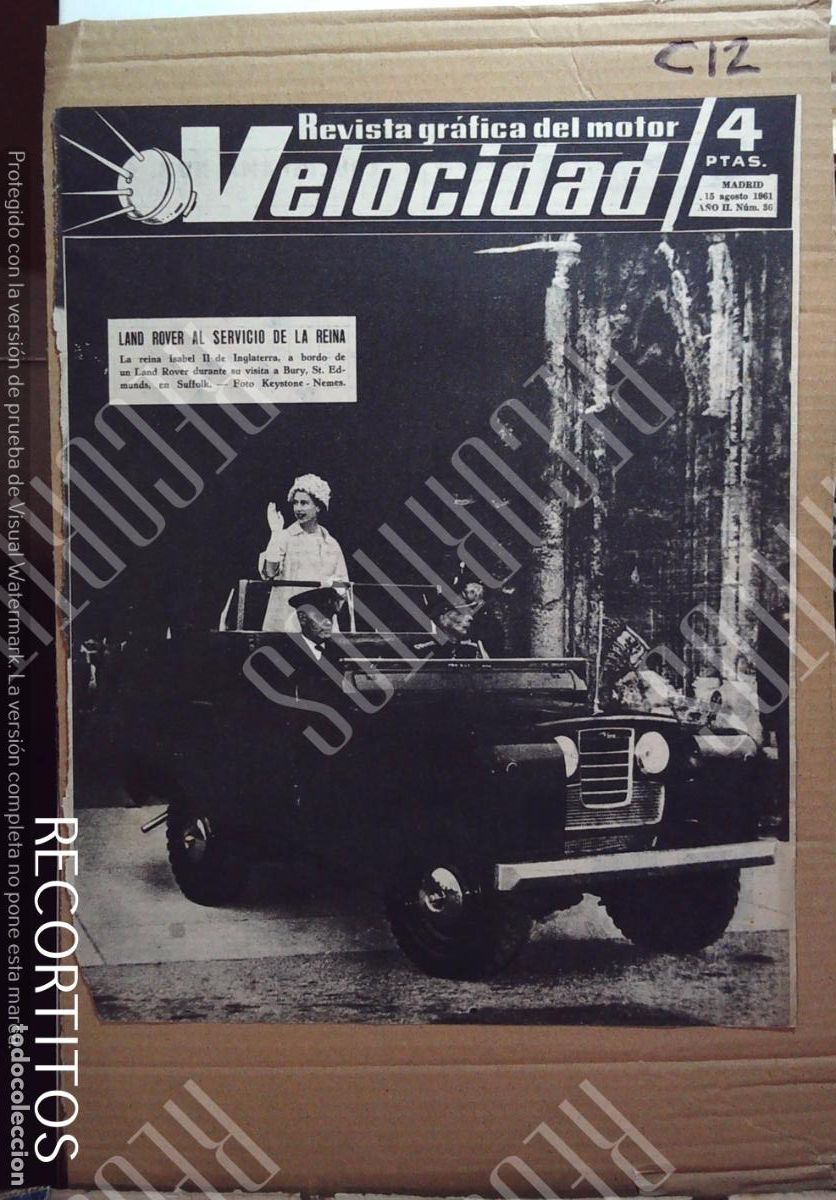 C12
Revista gráfica del motor
Velocidad
4
PTAS.
MADRID
15 agosto 1961
AÑO II. Núm. 36
LAND ROVER AL SERVICIO DE LA REINA
La reina Isabel II de Inglaterra, a bordo de
un Land Rover durante su visita a Bury, St. Ed-
munds, en Suffolk. — Foto Keystone - Nemes.
RECORTITOS
RECORTITOS
RECORTITOS
Protegido con la versión de prueba de Visual Watermark. La versión completa no pone esta marca.
todocoleccion